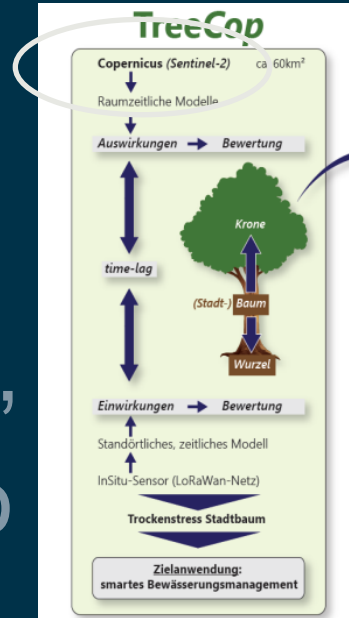 TreeCop
Copernicus (Sentinel-2) ca. 60km²
Raumzeitliche Modelle
Auswirkungen Bewertung
Krone
time-lag
(Stadt-) Baum
Wurzel
Einwirkungen Bewertung
Standörtliches, zeitliches Modell
InSitu-Sensor (LoRaWan-Netz)
Trockenstress Stadtbaum
Zielanwendung:
smartes Bewässerungsmanagement